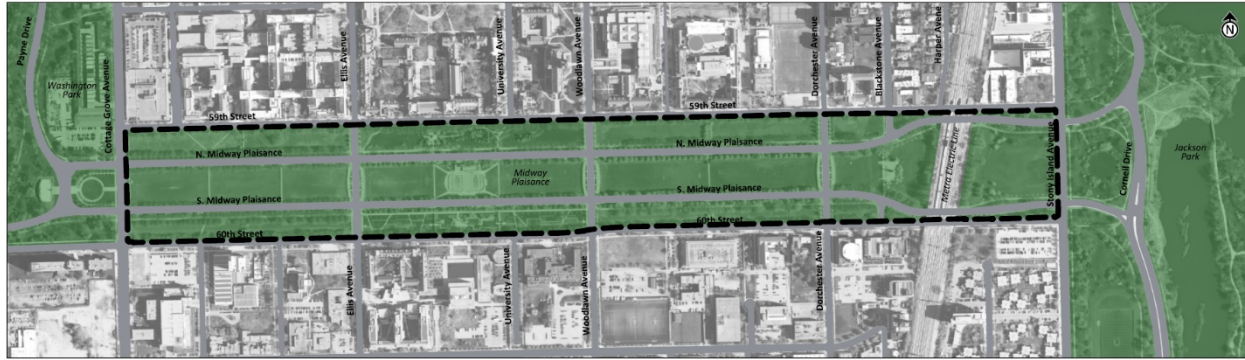 N
Payne Drive
Washington
Park
Cottage Grove Avenue
Ellis Avenue
University Avenue
Woodlawn Avenue
Dorchester Avenue
Blackstone Avenue
Harper Avenue
59th Street
59th Street
N. Midway Plaisance
N. Midway Plaisance
Midway
Plaisance
S. Midway Plaisance
S. Midway Plaisance
60th Street
60th Street
Metra Electric Line
Stony Island Avenue
Cornell Drive
Jackson
Park
Ellis Avenue
University Avenue
Woodlawn Avenue
Dorchester Avenue